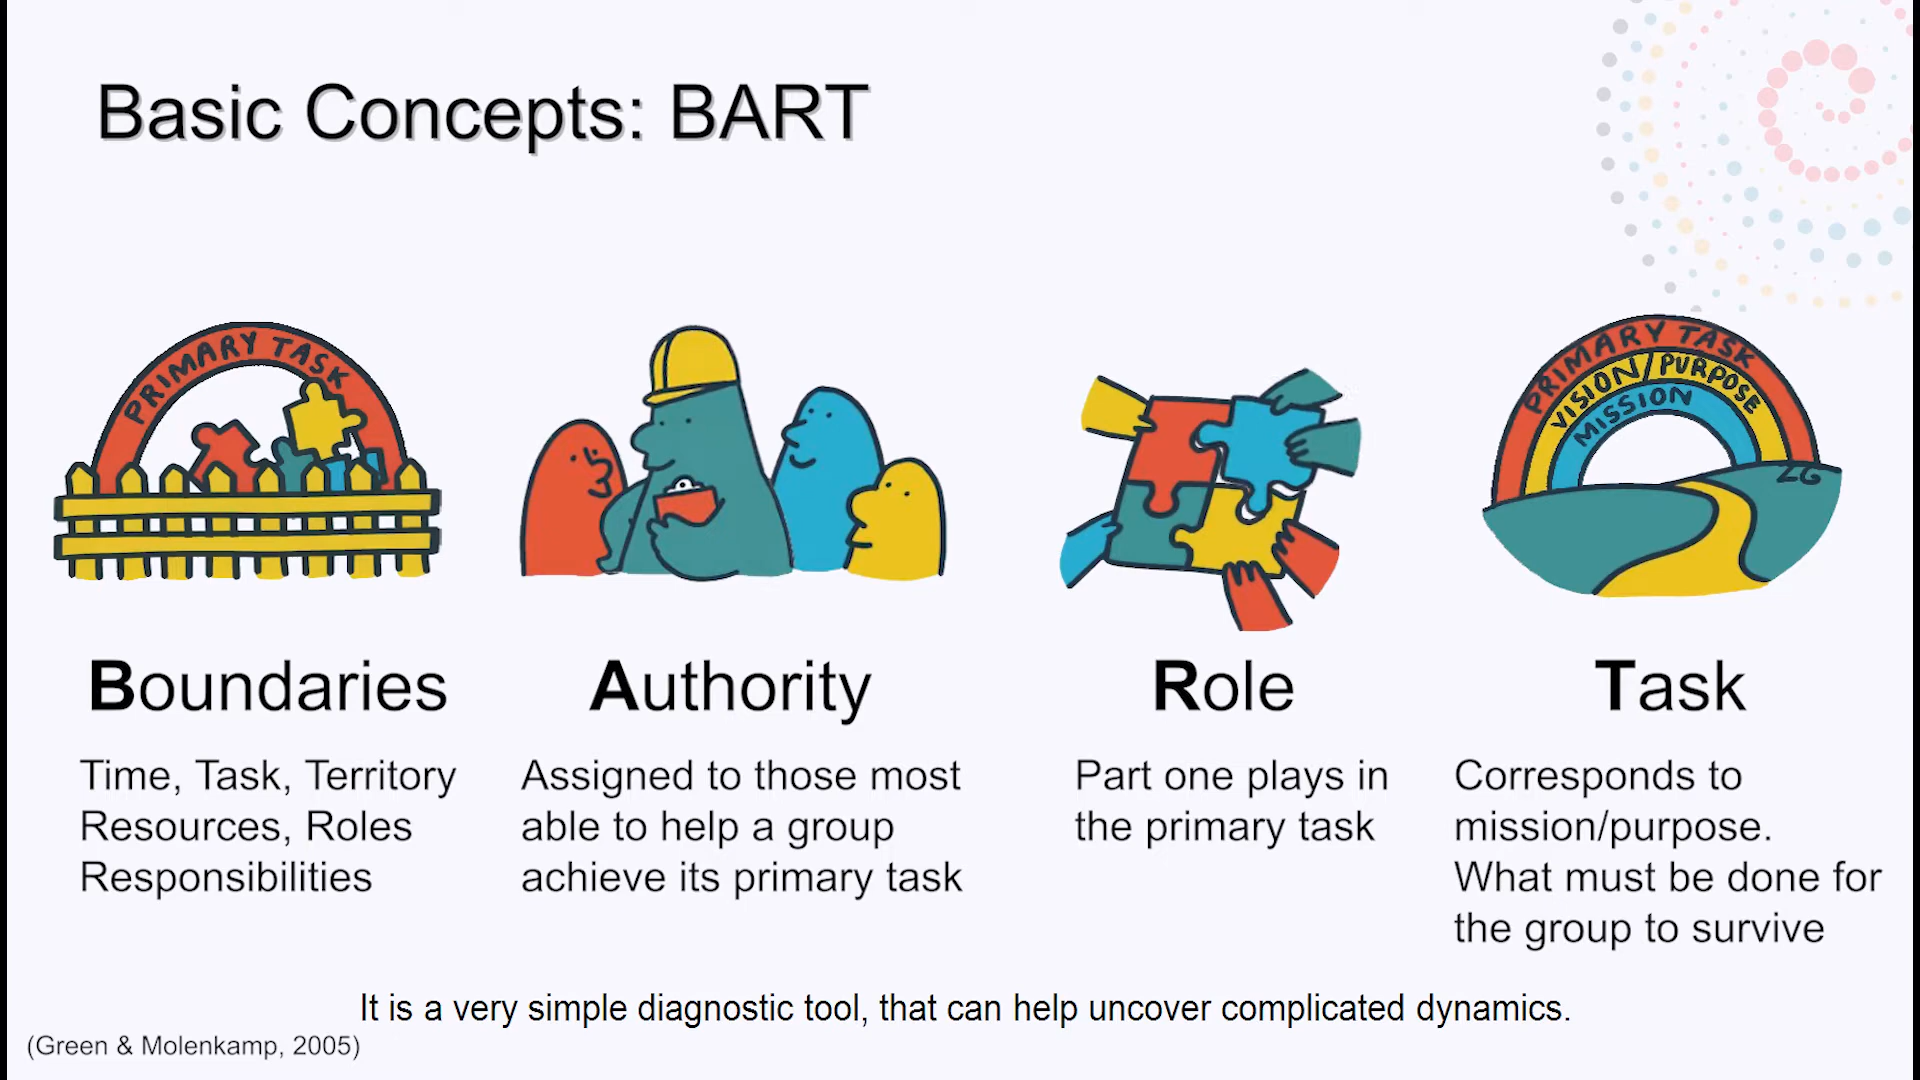 Basic Concepts: BART
PRIMARY TASK
PRIMARY TASK
VISION/PURPOSE
MISSION
LG
Boundaries
Time, Task, Territory
Resources, Roles
Responsibilities
Authority
Assigned to those most
able to help a group
achieve its primary task
Role
Part one plays in
the primary task
Task
Corresponds to
mission/purpose.
What must be done for
the group to survive
It is a very simple diagnostic tool, that can help uncover complicated dynamics.
(Green & Molenkamp, 2005)